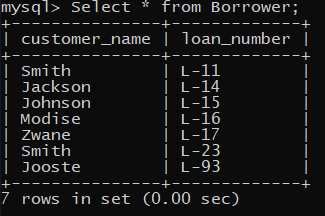 mysql> Select * from Borrower;
+---------------+-------------+
| customer_name | loan_number |
+---------------+-------------+
| Smith         | L-11        |
| Jackson       | L-14        |
| Johnson       | L-15        |
| Modise        | L-16        |
| Zwane         | L-17        |
| Smith         | L-23        |
| Jooste        | L-93        |
+---------------+-------------+
7 rows in set (0.00 sec)